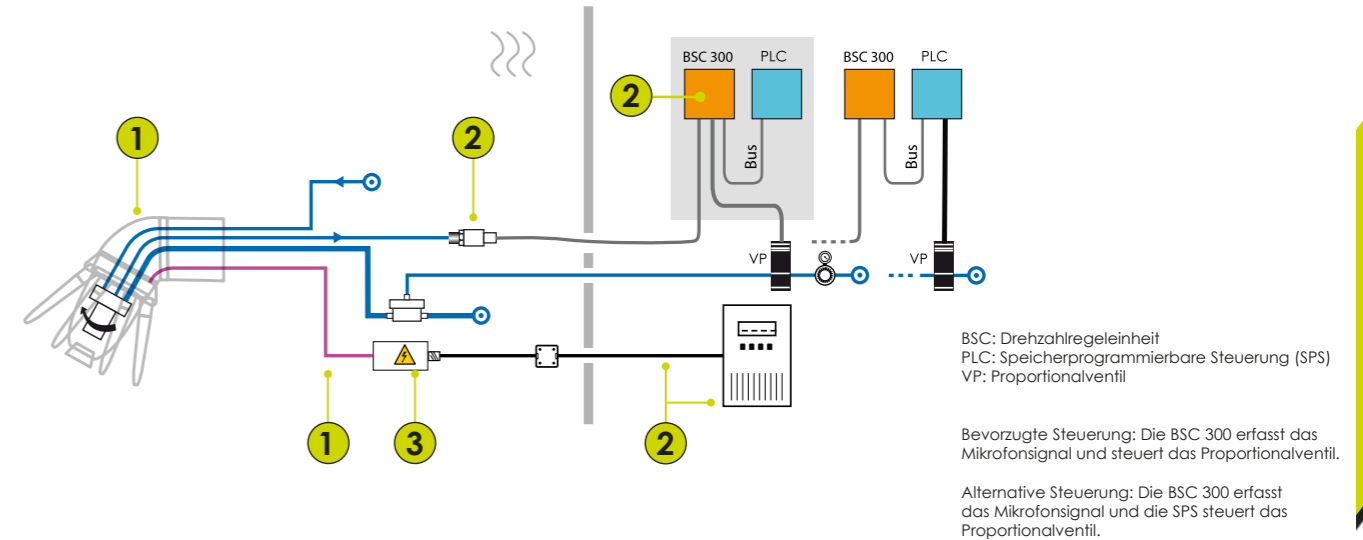 BSC 300 PLC BSC 300 PLC
2
1
2
Bus
Bus
VP
VP
1
3
2
BSC: Drehzahlregeleinheit
PLC: Speicherprogrammierbare Steuerung (SPS)
VP: Proportionalventil
Bevorzugte Steuerung: Die BSC 300 erfasst das
Mikrofonsignal und steuert das Proportionalventil.
Alternative Steuerung: Die BSC 300 erfasst
das Mikrofonsignal und die SPS steuert das
Proportionalventil.